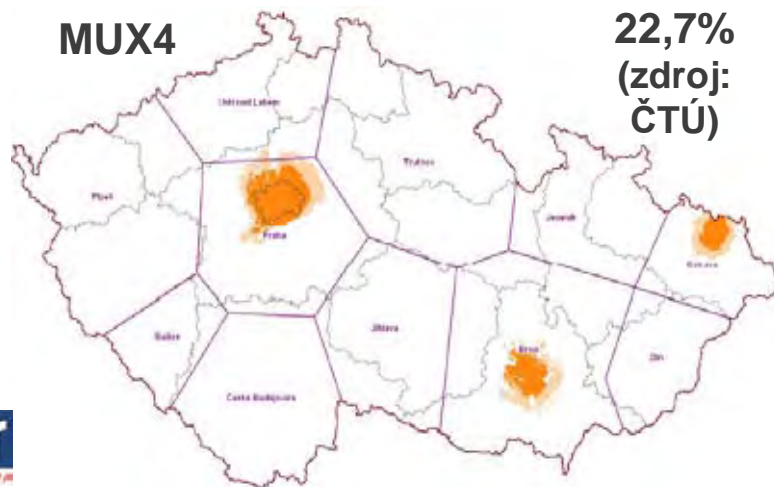 MUX4
22,7%
(zdroj:
ČTÚ)
Ústí nad Labem
Trutnov
Plzeň
Jeseník
Praha
Ostrava
Sušice
Jihlava
Brno
Zlín
České Budějovice